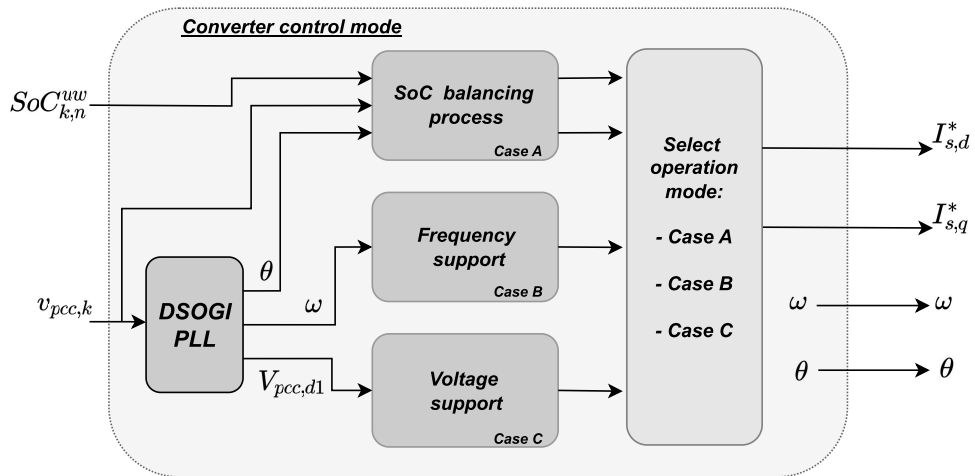 Converter control mode
SoC^{uw}_{k,n}
SoC balancing
process
Case A
Select
operation
mode:
- Case A
- Case B
- Case C
I^*_{s,d}
I^*_{s,q}
Frequency
support
Case B
θ
ω
v_{pcc,k}
DSOGI
PLL
V_{pcc,d1}
Voltage
support
Case C
ω ω
θ θ